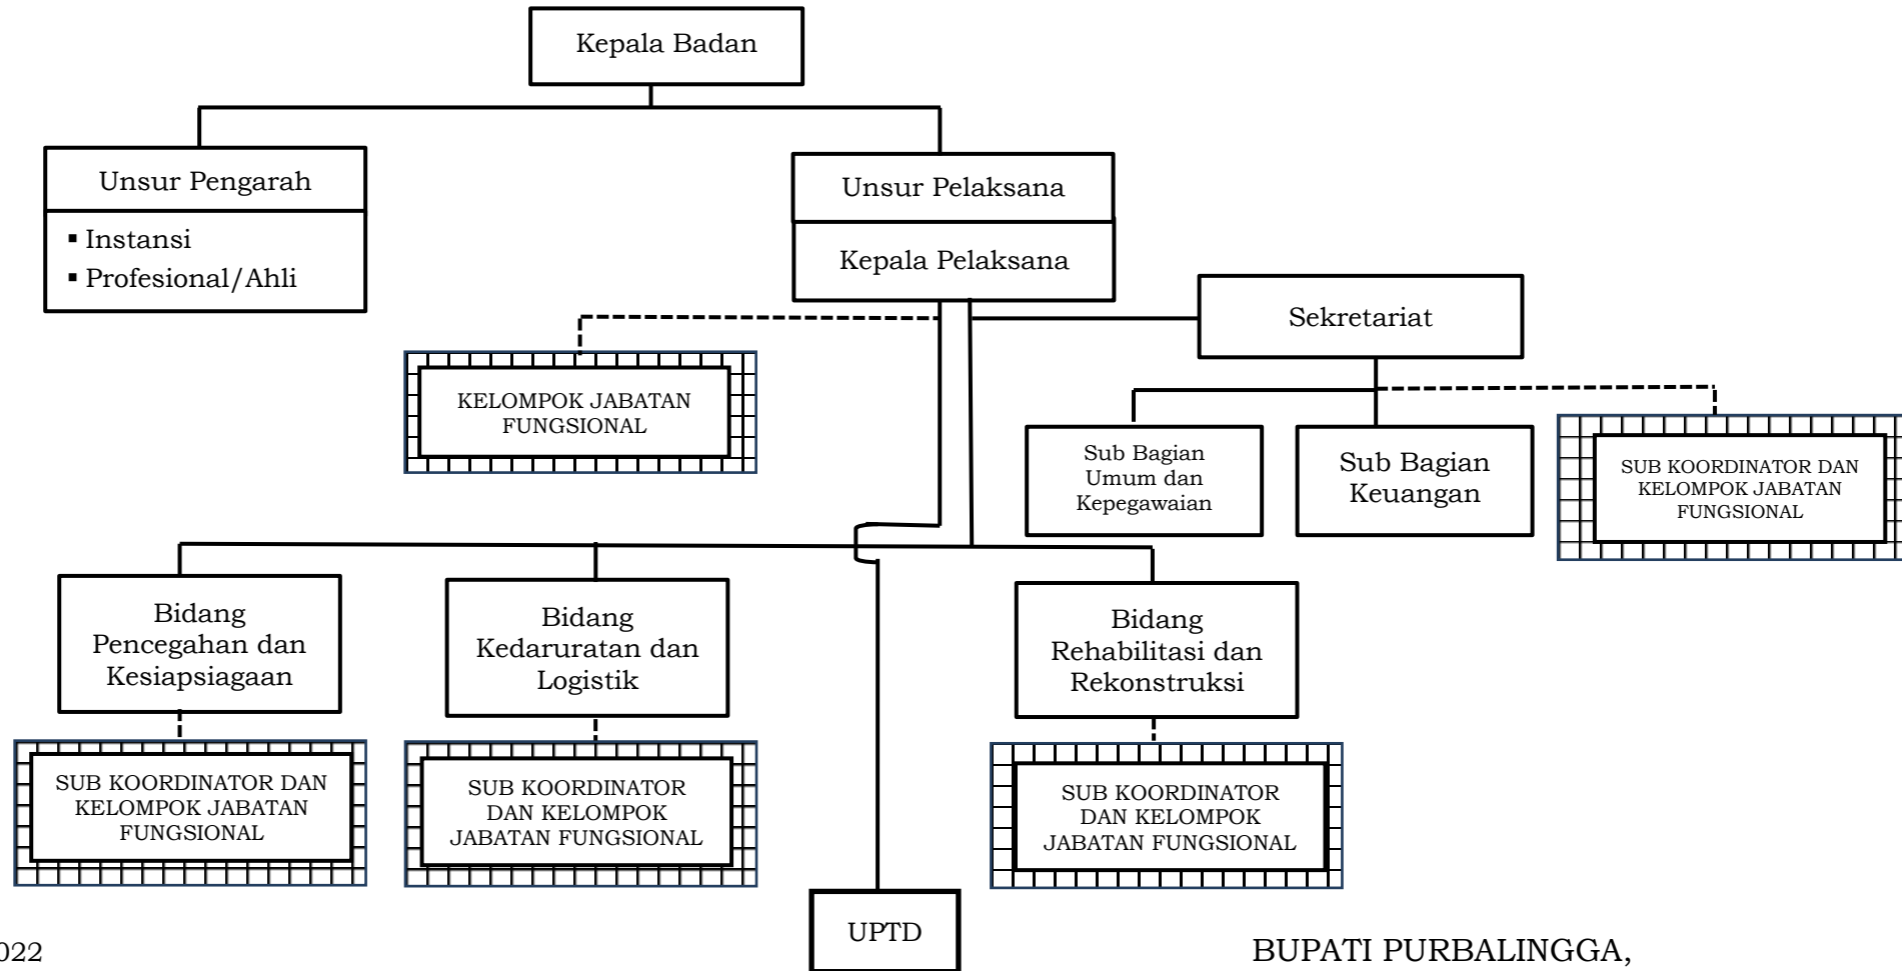 Kepala Badan
Unsur Pengarah
▪ Instansi
▪ Profesional/Ahli
Unsur Pelaksana
Kepala Pelaksana
Sekretariat
KELOMPOK JABATAN
FUNGSIONAL
Sub Bagian
Umum dan
Kepegawaian
Sub Bagian
Keuangan
SUB KOORDINATOR DAN
KELOMPOK JABATAN
FUNGSIONAL
Bidang
Pencegahan dan
Kesiapsiagaan
Bidang
Kedaruratan dan
Logistik
Bidang
Rehabilitasi dan
Rekonstruksi
SUB KOORDINATOR DAN
KELOMPOK JABATAN
FUNGSIONAL
SUB KOORDINATOR
DAN KELOMPOK
JABATAN FUNGSIONAL
SUB KOORDINATOR
DAN KELOMPOK
JABATAN FUNGSIONAL
UPTD
022
BUPATI PURBALINGGA,